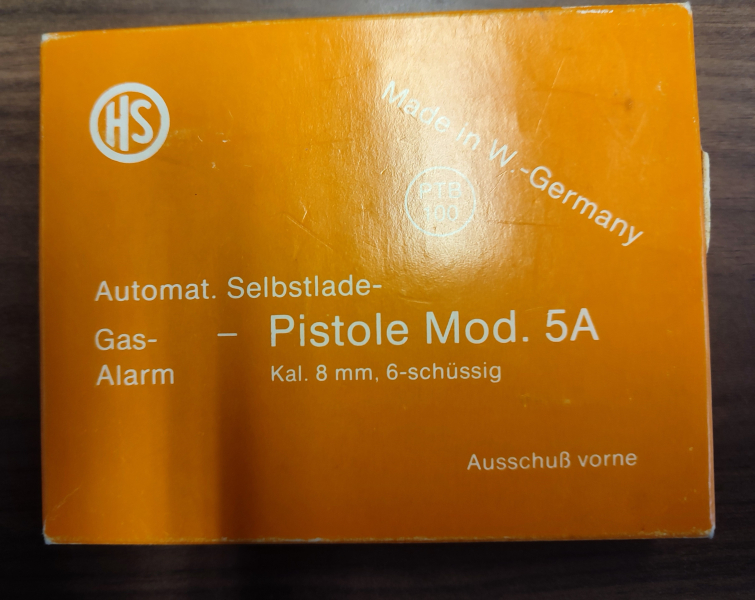 HS
Made in W.-Germany
PTB
100
Automat. Selbstlade-
Gas- – Pistole Mod. 5A
Alarm Kal. 8 mm, 6-schüssig
Ausschuß vorne